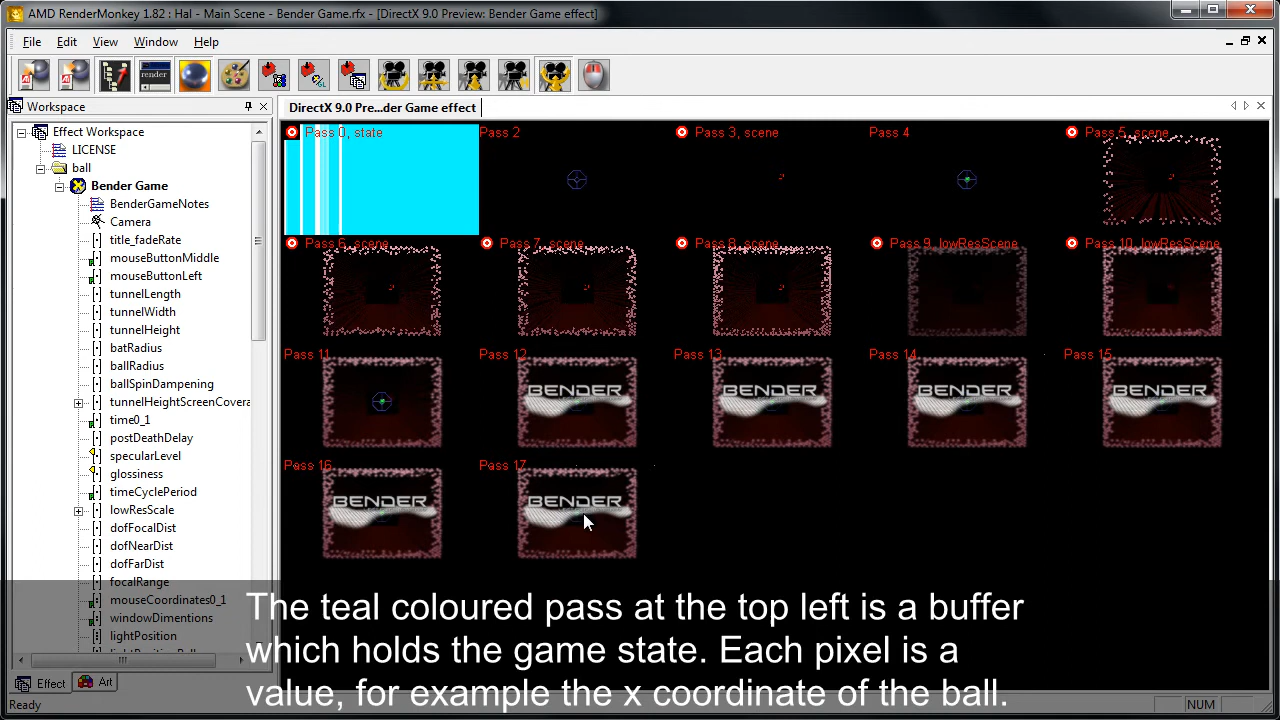 AMD RenderMonkey 1.82 : Hal - Main Scene - Bender Game.rfx - [DirectX 9.0 Preview: Bender Game effect]
File Edit View Window Help
render
Workspace
DirectX 9.0 Pre...der Game effect
Effect Workspace
LICENSE
ball
Bender Game
BenderGameNotes
Camera
title_fadeRate
mouseButtonMiddle
mouseButtonLeft
tunnelLength
tunnelWidth
tunnelHeight
batRadius
ballRadius
ballSpinDampening
tunnelHeightScreenCovera
time0_1
postDeathDelay
specularLevel
glossiness
timeCyclePeriod
lowResScale
dofFocalDist
dofNearDist
dofFarDist
focalRange
mouseCoordinates0_1
windowDimentions
lightPosition
Effect Art
Pass 0, state Pass 2 Pass 3, scene Pass 4 Pass 5, scene
Pass 6, scene Pass 7, scene Pass 8, scene Pass 9, lowResScene Pass 10, lowResScene
Pass 11 Pass 12 Pass 13 Pass 14 Pass 15
BENDER BENDER BENDER BENDER
Pass 16 Pass 17
BENDER BENDER
The teal coloured pass at the top left is a buffer
which holds the game state. Each pixel is a
value, for example the x coordinate of the ball.
Ready NUM